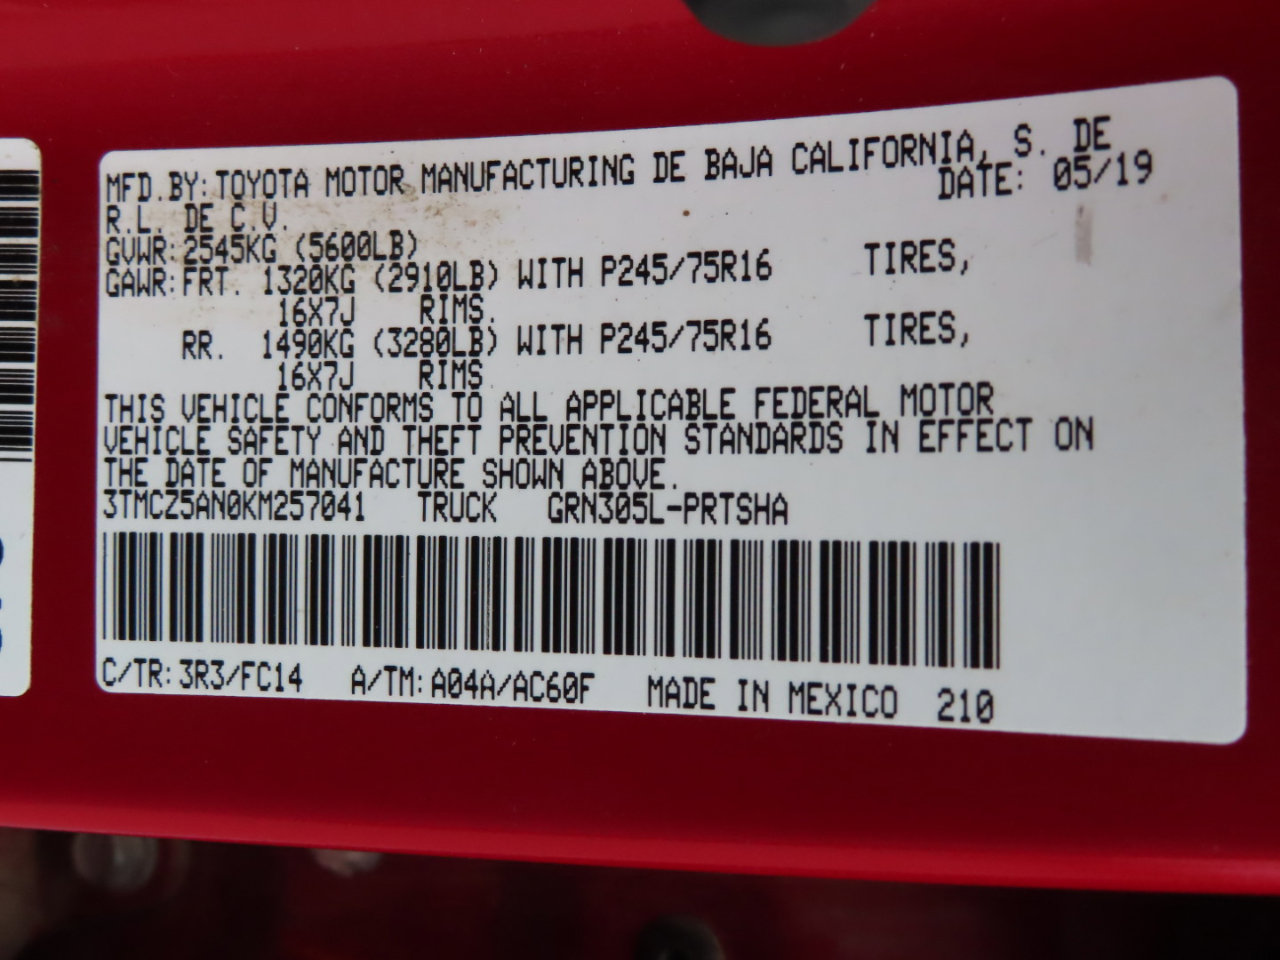 MFD.BY:TOYOTA MOTOR MANUFACTURING DE BAJA CALIFORNIA, S. DE
R.L. DE C.V. DATE: 05/19
GVWR:2545KG (5600LB)
GAWR:FRT. 1320KG (2910LB) WITH P245/75R16 TIRES,
16X7J RIMS.
RR. 1490KG (3280LB) WITH P245/75R16 TIRES,
16X7J RIMS
THIS VEHICLE CONFORMS TO ALL APPLICABLE FEDERAL MOTOR
VEHICLE SAFETY AND THEFT PREVENTION STANDARDS IN EFFECT ON
THE DATE OF MANUFACTURE SHOWN ABOVE.
3TMCZ5AN0KM257041 TRUCK GRN305L-PRTSHA
C/TR:3R3/FC14 A/TM:A04A/AC60F MADE IN MEXICO 210